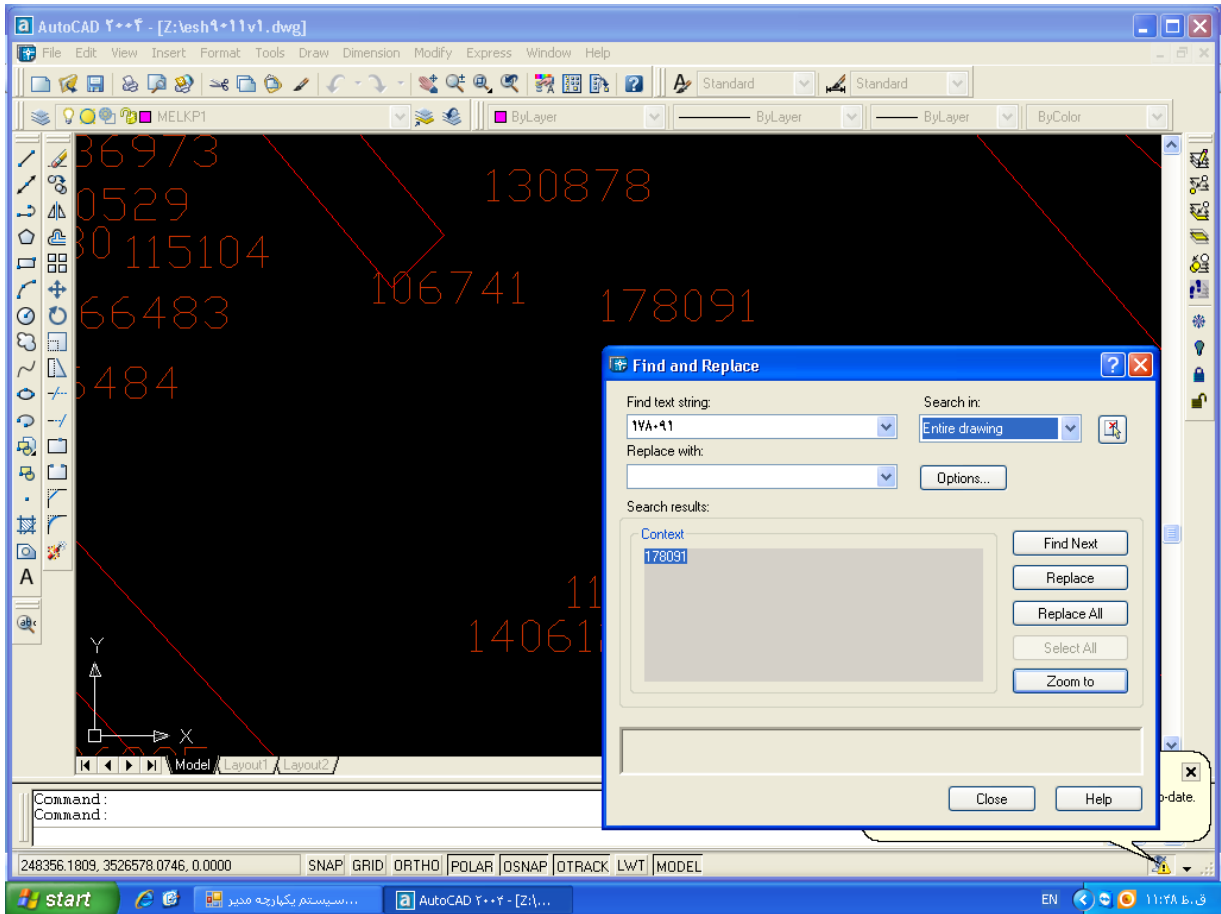 AutoCAD ۲۰۰۴ - [Z:\esh۹۰۱۱v۱.dwg]
File Edit View Insert Format Tools Draw Dimension Modify Express Window Help
Standard Standard
MELKP1 ByLayer ByLayer ByLayer ByColor
36973
130878
0529
115104
106741
178091
66483
484
11
14061
Find and Replace
Find text string:
Search in:
۱۷۸۰۹۱
Entire drawing
Replace with:
Options...
Search results:
Context
178091
Find Next
Replace
Replace All
Select All
Zoom to
Close Help
o-date.
Y
X
Model Layout1 Layout2
Command:
Command:
248356.1809, 3526578.0746, 0.0000 SNAP GRID ORTHO POLAR OSNAP OTRACK LWT MODEL
start سیستم یکپارچه مدیر... AutoCAD ۲۰۰۴ - [Z:\... EN ۱۱:۲۸ ق.ظ